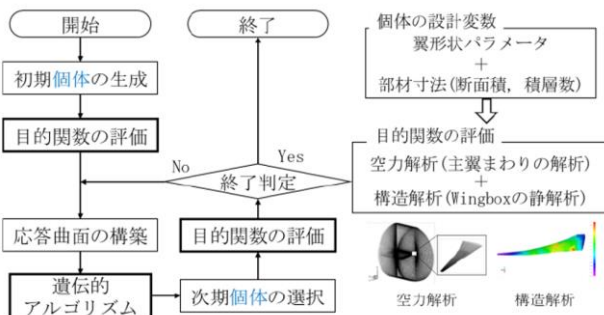 開始
初期個体の生成
目的関数の評価
応答曲面の構築
遺伝的
アルゴリズム
次期個体の選択
目的関数の評価
終了判定
No
Yes
終了
個体の設計変数
翼形状パラメータ
+
部材寸法(断面積, 積層数)
目的関数の評価
空力解析(主翼まわりの解析)
+
構造解析(Wingboxの静解析)
空力解析
構造解析